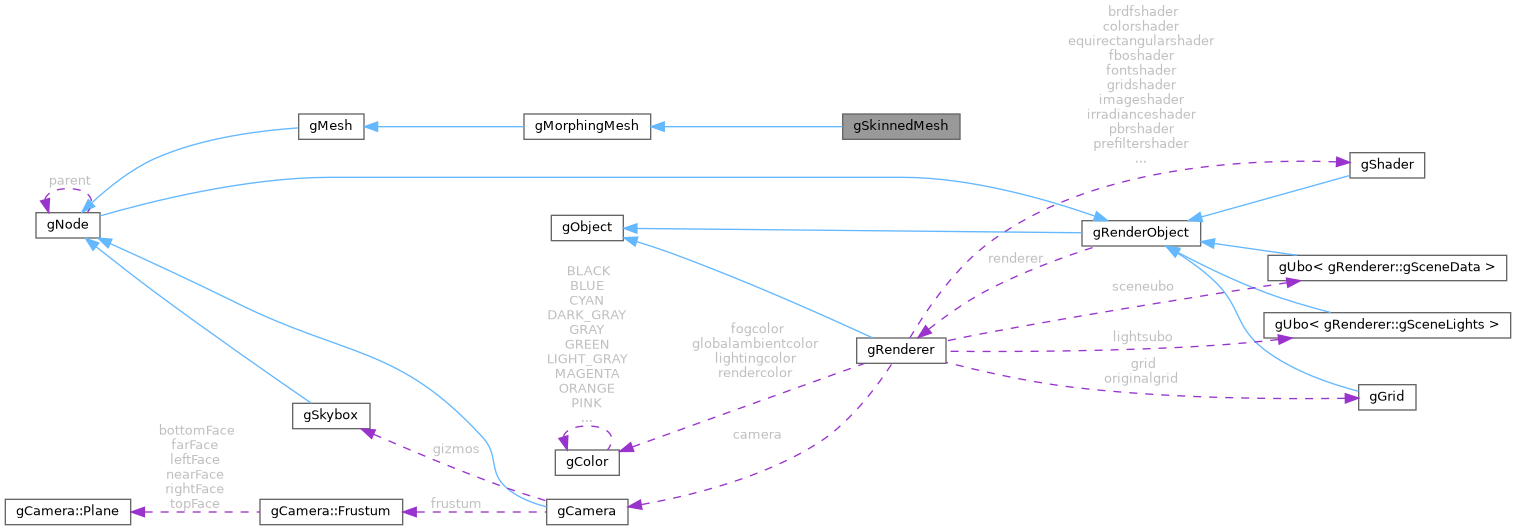 brdfshader
colorshader
equirectangularshader
fboshader
fontshader
gridshader
imageshader
irradianceshader
pbrshader
prefiltershader
...
gMesh
gMorphingMesh
gSkinnedMesh
gShader
parent
gNode
gObject
gRenderObject
renderer
gUbo< gRenderer::gSceneData >
sceneubo
BLACK
BLUE
CYAN
DARK_GRAY
GRAY
GREEN
LIGHT_GRAY
MAGENTA
ORANGE
PINK
...
fogcolor
globalambientcolor
lightingcolor
rendercolor
gRenderer
gUbo< gRenderer::gSceneLights >
lightsubo
grid
originalgrid
gGrid
gSkybox
camera
gizmos
gColor
bottomFace
farFace
leftFace
nearFace
rightFace
topFace
frustum
gCamera::Plane
gCamera::Frustum
gCamera